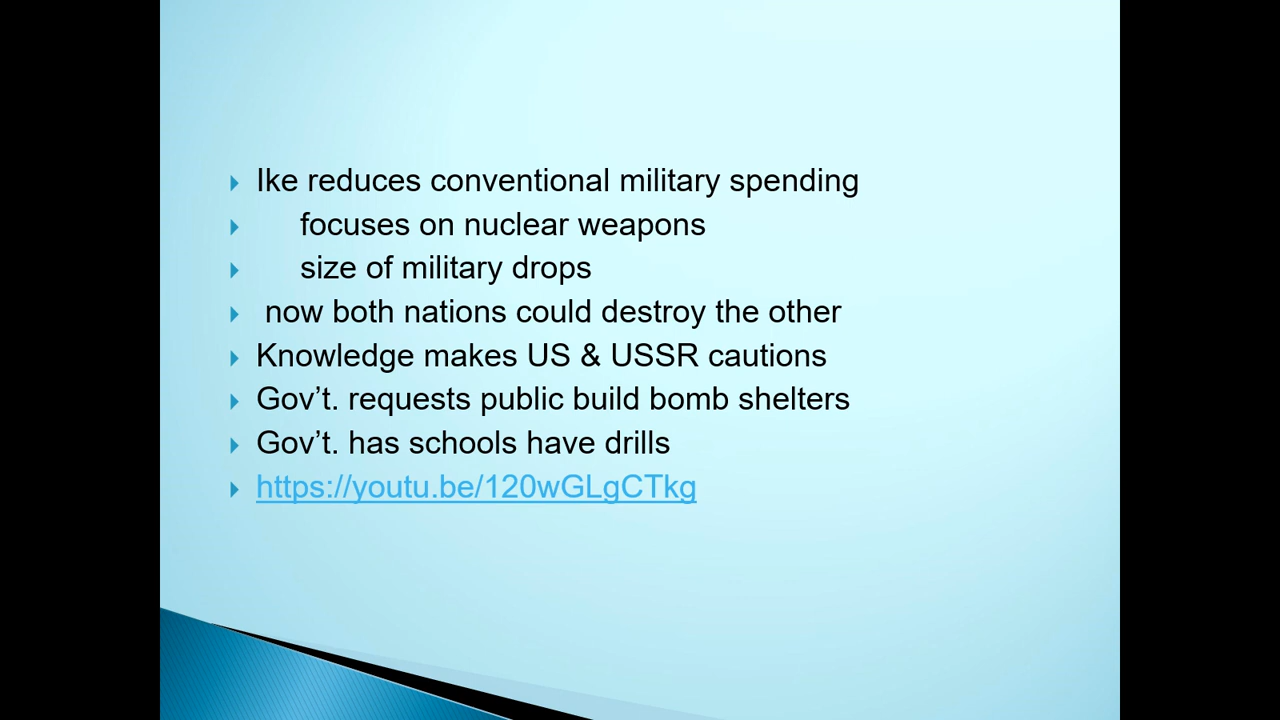 Ike reduces conventional military spending
focuses on nuclear weapons
size of military drops
now both nations could destroy the other
Knowledge makes US & USSR cautions
Gov’t. requests public build bomb shelters
Gov’t. has schools have drills
https://youtu.be/120wGLgCTkg